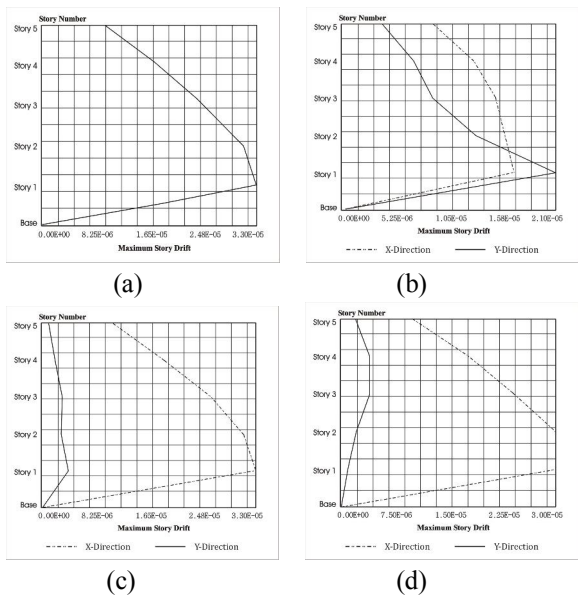 Story Number
Story 5
Story 4
Story 3
Story 2
Story 1
Base
0.00E+00 8.25E-06 1.65E-05 2.48E-05 3.30E-05
Maximum Story Drift
(a)
Story Number
Story 5
Story 4
Story 3
Story 2
Story 1
Base
0.00E+00 5.25E-06 1.05E-05 1.58E-05 2.10E-05
Maximum Story Drift
X-Direction Y-Direction
(b)
Story Number
Story 5
Story 4
Story 3
Story 2
Story 1
Base
0.00E+00 8.25E-06 1.65E-05 2.48E-05 3.30E-05
Maximum Story Drift
X-Direction Y-Direction
(c)
Story Number
Story 5
Story 4
Story 3
Story 2
Story 1
Base
0.00E+00 7.50E-06 1.50E-05 2.25E-05 3.00E-05
Maximum Story Drift
X-Direction Y-Direction
(d)